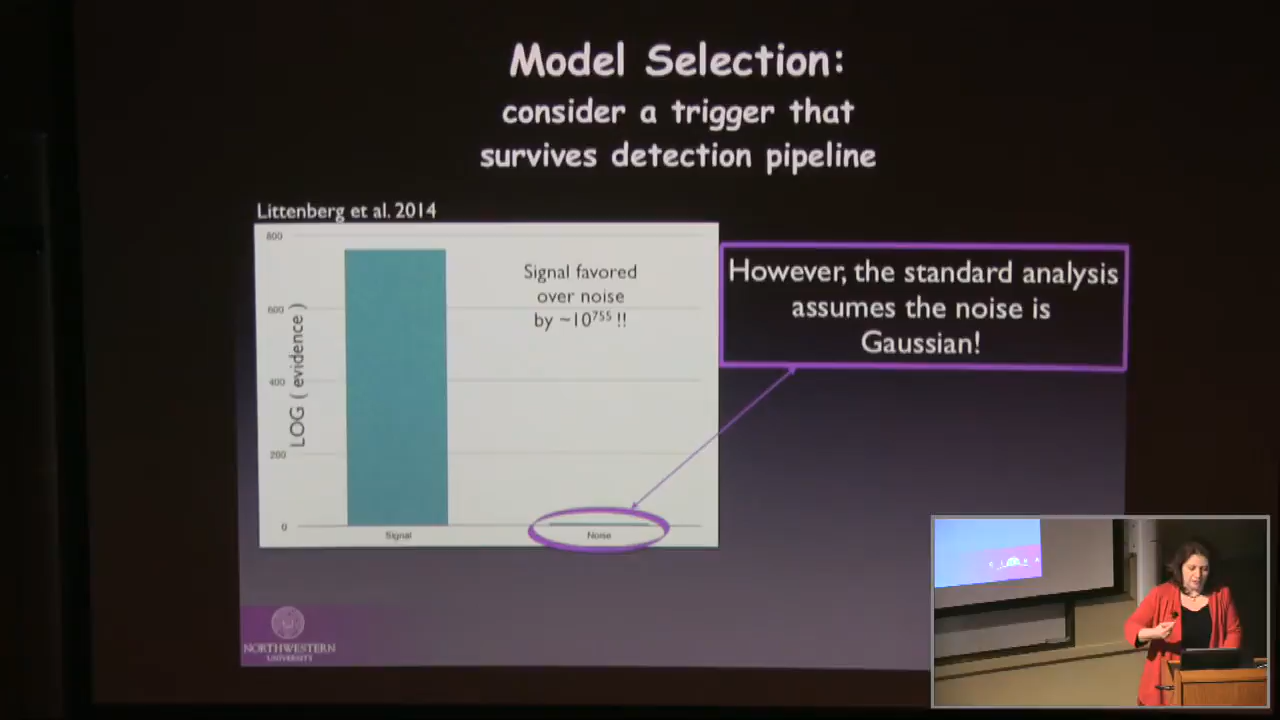 Model Selection:
consider a trigger that
survives detection pipeline
Littenberg et al. 2014
800
600
400
200
0
LOG ( evidence )
Signal favored
over noise
by ~10⁷⁵⁵ !!
Signal
Noise
However, the standard analysis
assumes the noise is
Gaussian!
NORTHWESTERN
UNIVERSITY